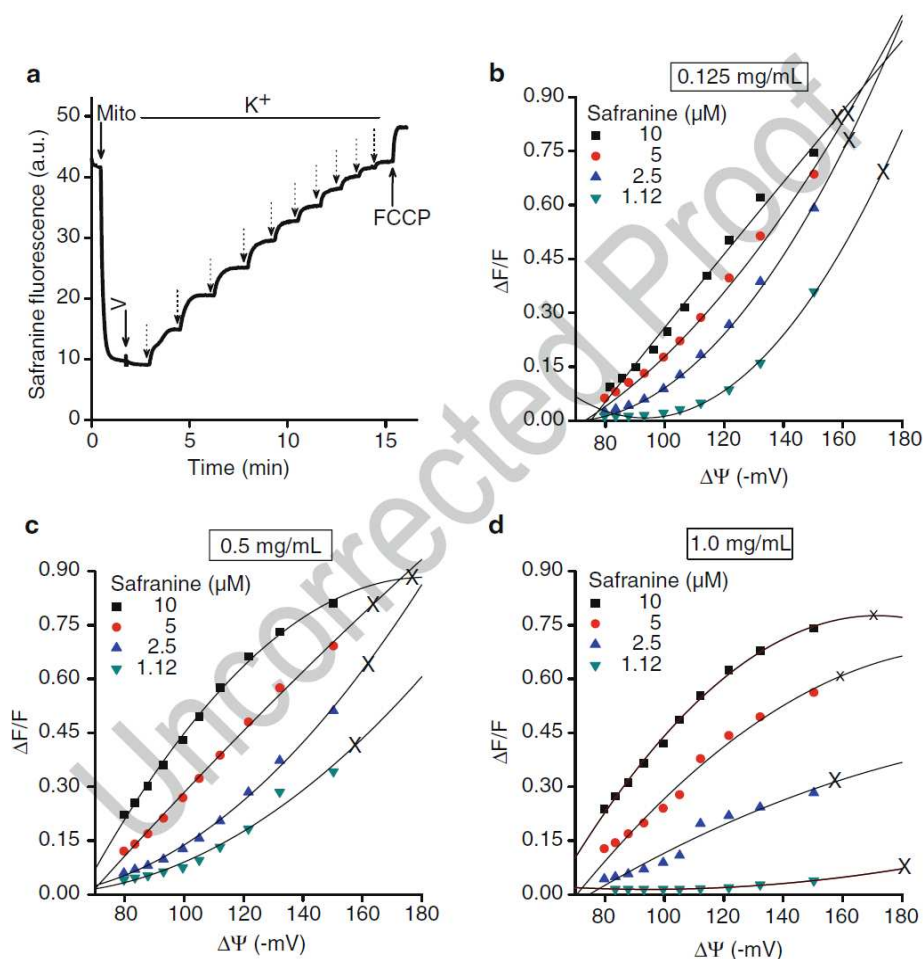 a
K+
Mito
V
FCCP
Safranine fluorescence (a.u.)
50
40
30
20
10
0
0
5
10
15
Time (min)
b
0.125 mg/mL
Safranine (µM)
10
5
2.5
1.12
ΔF/F
0.90
0.75
0.60
0.45
0.30
0.15
0.00
80
100
120
140
160
180
ΔΨ (-mV)
X
X
X
X
c
0.5 mg/mL
Safranine (µM)
10
5
2.5
1.12
ΔF/F
0.90
0.75
0.60
0.45
0.30
0.15
0.00
80
100
120
140
160
180
ΔΨ (-mV)
X
X
X
X
d
1.0 mg/mL
Safranine (µM)
10
5
2.5
1.12
ΔF/F
0.90
0.75
0.60
0.45
0.30
0.15
0.00
80
100
120
140
160
180
ΔΨ (-mV)
X
X
X
X
Uncorrected Proof